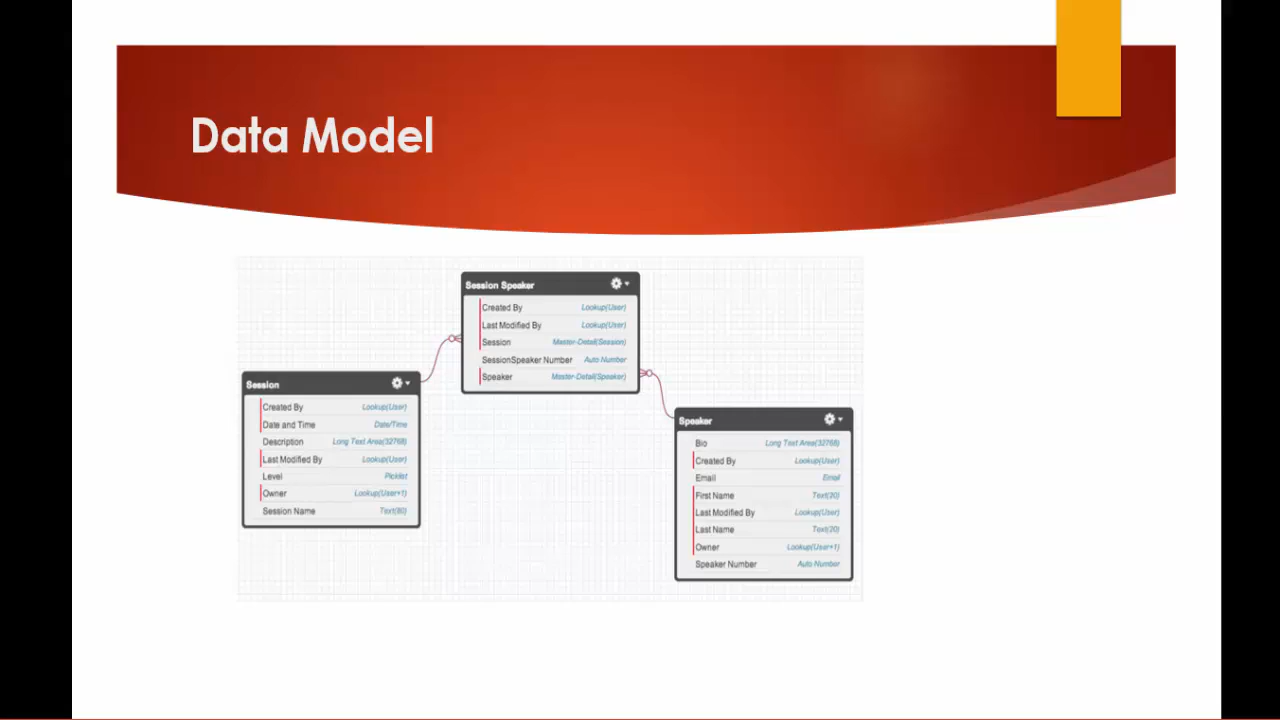 Data Model
Session Speaker
Created By Lookup(User)
Last Modified By Lookup(User)
Session Master-Detail(Session)
SessionSpeaker Number Auto Number
Speaker Master-Detail(Speaker)
Session
Created By Lookup(User)
Date and Time Date/Time
Description Long Text Area(32768)
Last Modified By Lookup(User)
Level Picklist
Owner Lookup(User+1)
Session Name Text(80)
Speaker
Bio Long Text Area(32768)
Created By Lookup(User)
Email Email
First Name Text(20)
Last Modified By Lookup(User)
Last Name Text(20)
Owner Lookup(User+1)
Speaker Number Auto Number